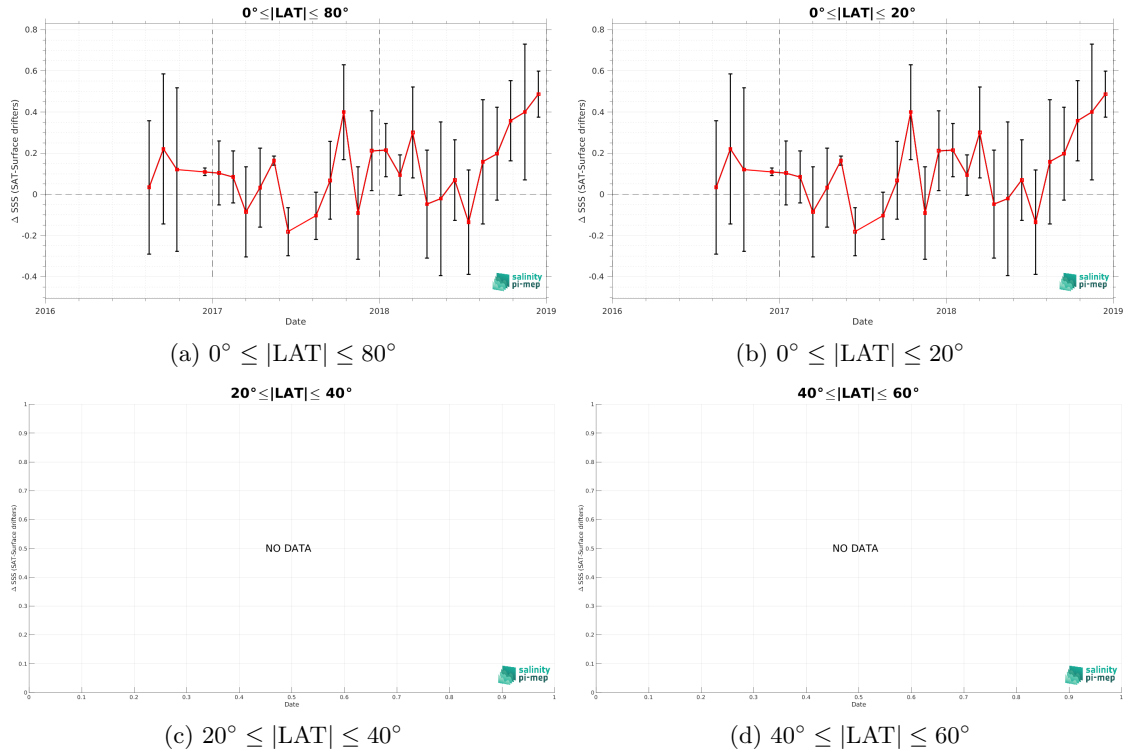 0°≤|LAT|≤ 80°
Δ SSS (SAT-Surface drifters)
0.8
0.6
0.4
0.2
0
-0.2
-0.4
2016
2017
2018
2019
Date
salinity
pi-mep
(a) 0° ≤ |LAT| ≤ 80°
0°≤|LAT|≤ 20°
Δ SSS (SAT-Surface drifters)
0.8
0.6
0.4
0.2
0
-0.2
-0.4
2016
2017
2018
2019
Date
salinity
pi-mep
(b) 0° ≤ |LAT| ≤ 20°
20°≤|LAT|≤ 40°
Δ SSS (SAT-Surface drifters)
1
0.9
0.8
0.7
0.6
0.5
0.4
0.3
0.2
0.1
0
NO DATA
0 0.1 0.2 0.3 0.4 0.5 0.6 0.7 0.8 0.9 1
Date
salinity
pi-mep
(c) 20° ≤ |LAT| ≤ 40°
40°≤|LAT|≤ 60°
Δ SSS (SAT-Surface drifters)
1
0.9
0.8
0.7
0.6
0.5
0.4
0.3
0.2
0.1
0
NO DATA
0 0.1 0.2 0.3 0.4 0.5 0.6 0.7 0.8 0.9 1
Date
salinity
pi-mep
(d) 40° ≤ |LAT| ≤ 60°